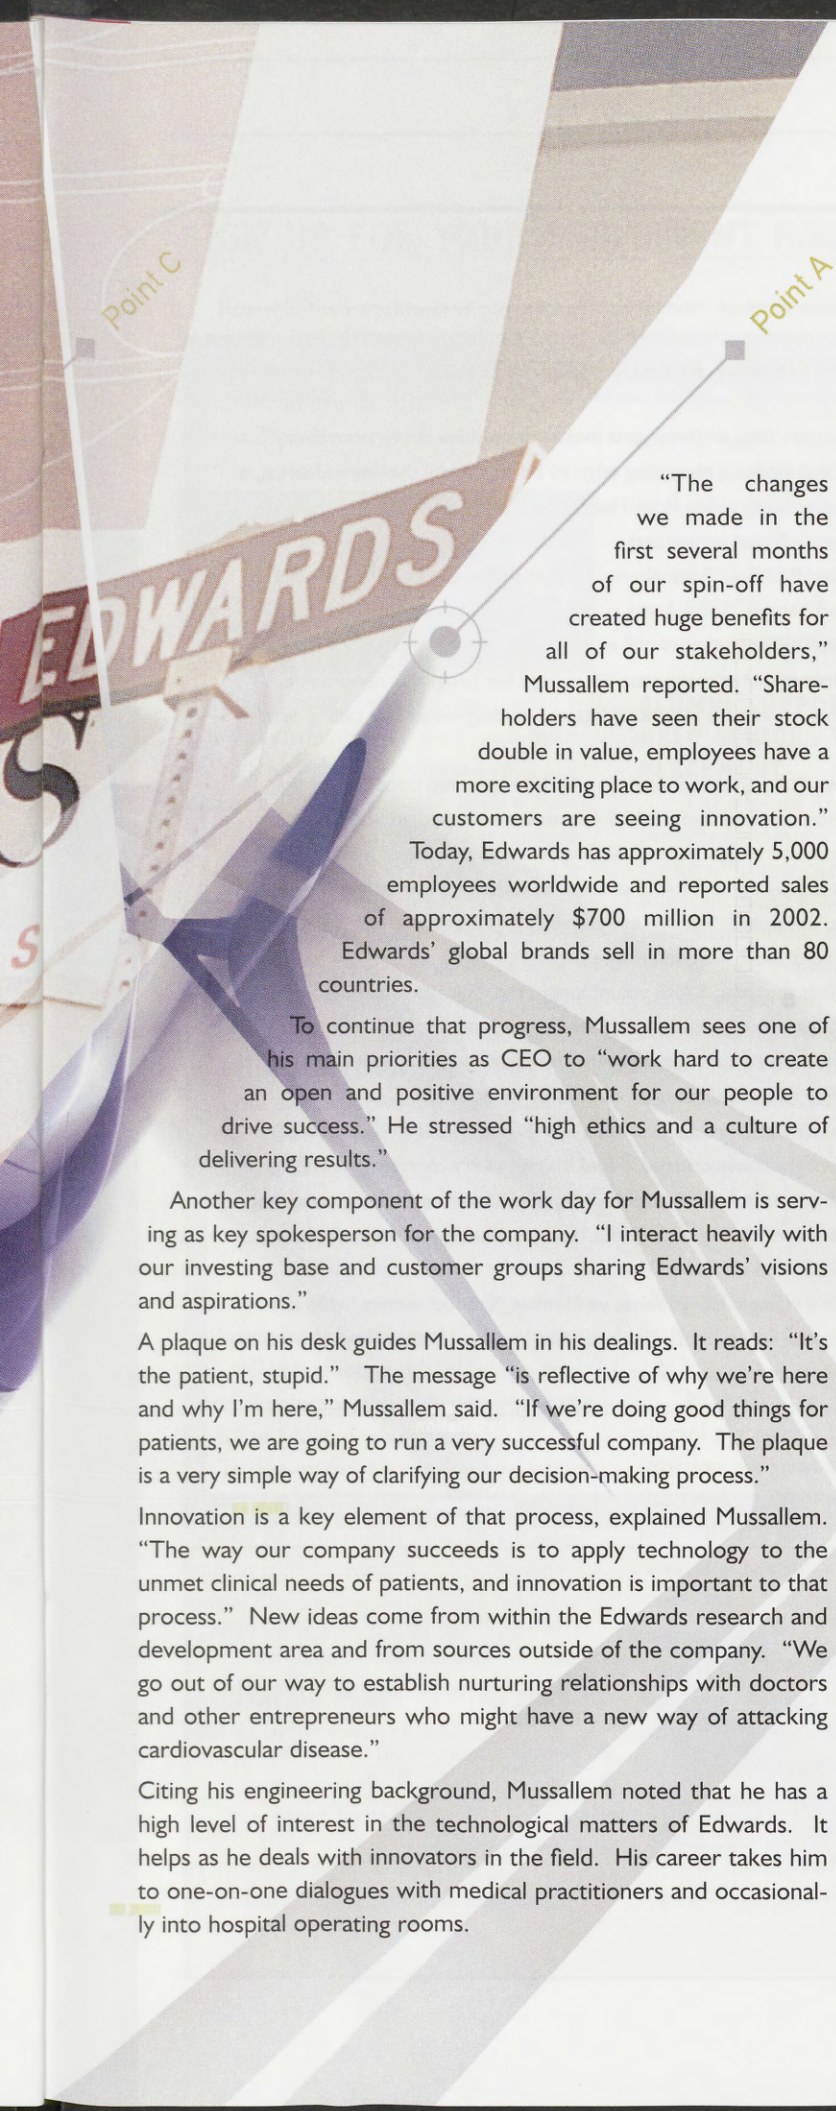 Point C
Point A
EDWARDS
S
S
“The changes
we made in the
first several months
of our spin-off have
created huge benefits for
all of our stakeholders,”
Mussallem reported. “Share-
holders have seen their stock
double in value, employees have a
more exciting place to work, and our
customers are seeing innovation.”
Today, Edwards has approximately 5,000
employees worldwide and reported sales
of approximately $700 million in 2002.
Edwards’ global brands sell in more than 80
countries.
To continue that progress, Mussallem sees one of
his main priorities as CEO to “work hard to create
an open and positive environment for our people to
drive success.” He stressed “high ethics and a culture of
delivering results.”
Another key component of the work day for Mussallem is serv-
ing as key spokesperson for the company. “I interact heavily with
our investing base and customer groups sharing Edwards’ visions
and aspirations.”
A plaque on his desk guides Mussallem in his dealings. It reads: “It’s
the patient, stupid.” The message “is reflective of why we’re here
and why I’m here,” Mussallem said. “If we’re doing good things for
patients, we are going to run a very successful company. The plaque
is a very simple way of clarifying our decision-making process.”
Innovation is a key element of that process, explained Mussallem.
“The way our company succeeds is to apply technology to the
unmet clinical needs of patients, and innovation is important to that
process.” New ideas come from within the Edwards research and
development area and from sources outside of the company. “We
go out of our way to establish nurturing relationships with doctors
and other entrepreneurs who might have a new way of attacking
cardiovascular disease.”
Citing his engineering background, Mussallem noted that he has a
high level of interest in the technological matters of Edwards. It
helps as he deals with innovators in the field. His career takes him
to one-on-one dialogues with medical practitioners and occasional-
ly into hospital operating rooms.